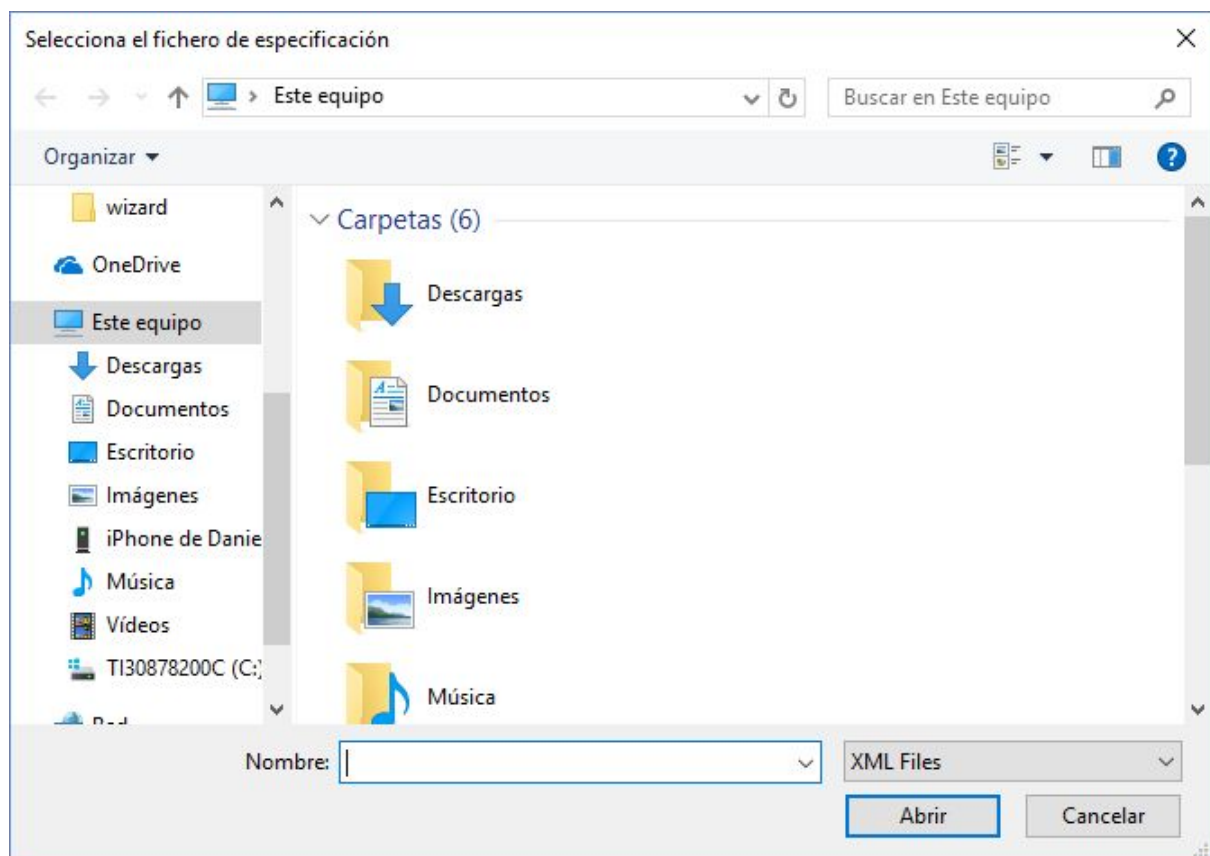 Selecciona el fichero de especificación
Este equipo
Buscar en Este equipo
Organizar
wizard
OneDrive
Este equipo
Descargas
Documentos
Escritorio
Imágenes
iPhone de Danie
Música
Vídeos
TI30878200C (C:)
Carpetas (6)
Descargas
Documentos
Escritorio
Imágenes
Música
Nombre:
XML Files
Abrir
Cancelar